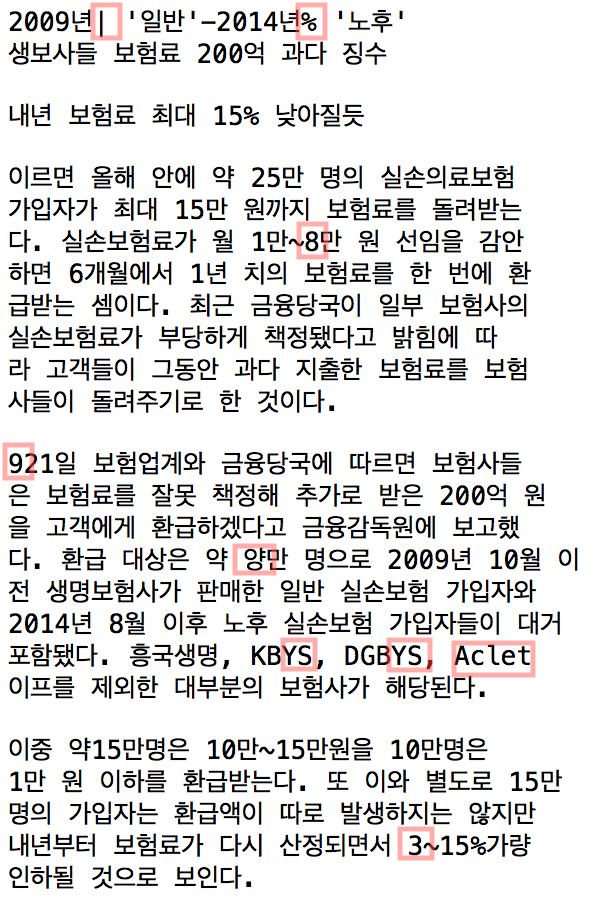 2009년| '일반'-2014년% '노후'
생보사들 보험료 200억 과다 징수
내년 보험료 최대 15% 낮아질듯
이르면 올해 안에 약 25만 명의 실손의료보험
가입자가 최대 15만 원까지 보험료를 돌려받는
다. 실손보험료가 월 1만~8만 원 선임을 감안
하면 6개월에서 1년 치의 보험료를 한 번에 환
급받는 셈이다. 최근 금융당국이 일부 보험사의
실손보험료가 부당하게 책정됐다고 밝힘에 따
라 고객들이 그동안 과다 지출한 보험료를 보험
사들이 돌려주기로 한 것이다.
921일 보험업계와 금융당국에 따르면 보험사들
은 보험료를 잘못 책정해 추가로 받은 200억 원
을 고객에게 환급하겠다고 금융감독원에 보고했
다. 환급 대상은 약 양만 명으로 2009년 10월 이
전 생명보험사가 판매한 일반 실손보험 가입자와
2014년 8월 이후 노후 실손보험 가입자들이 대거
포함됐다. 흥국생명, KBYS, DGBYS, Aclet
이프를 제외한 대부분의 보험사가 해당된다.
이중 약15만명은 10만~15만원을 10만명은
1만 원 이하를 환급받는다. 또 이와 별도로 15만
명의 가입자는 환급액이 따로 발생하지는 않지만
내년부터 보험료가 다시 산정되면서 3~15%가량
인하될 것으로 보인다.